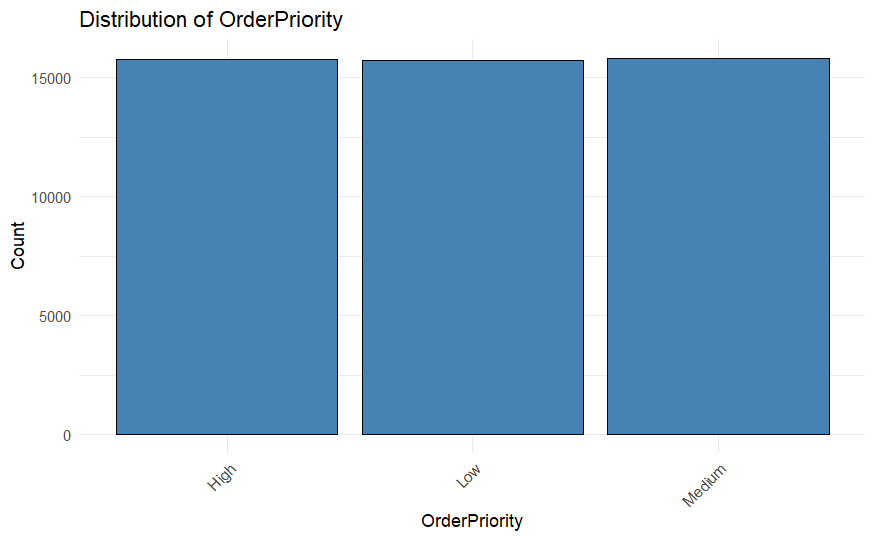 Distribution of OrderPriority
15000
10000
5000
0
Count
High
Low
Medium
OrderPriority